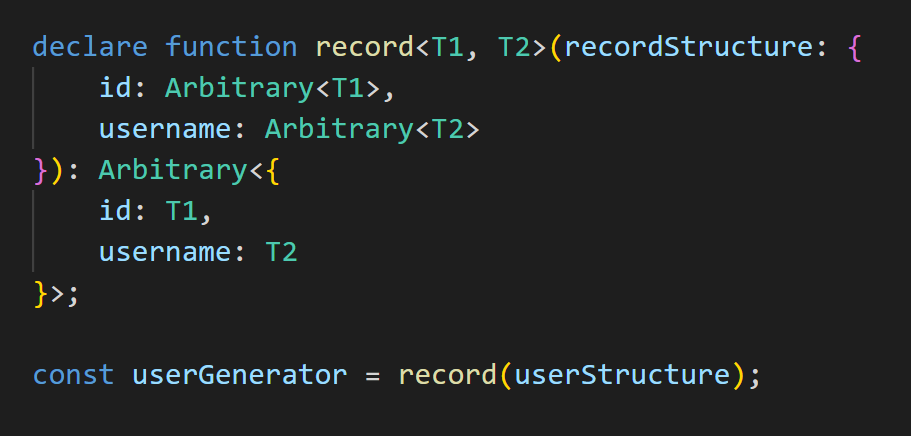 declare function record<T1, T2>(recordStructure: {
    id: Arbitrary<T1>,
    username: Arbitrary<T2>
}): Arbitrary<{
    id: T1,
    username: T2
}>;

const userGenerator = record(userStructure);